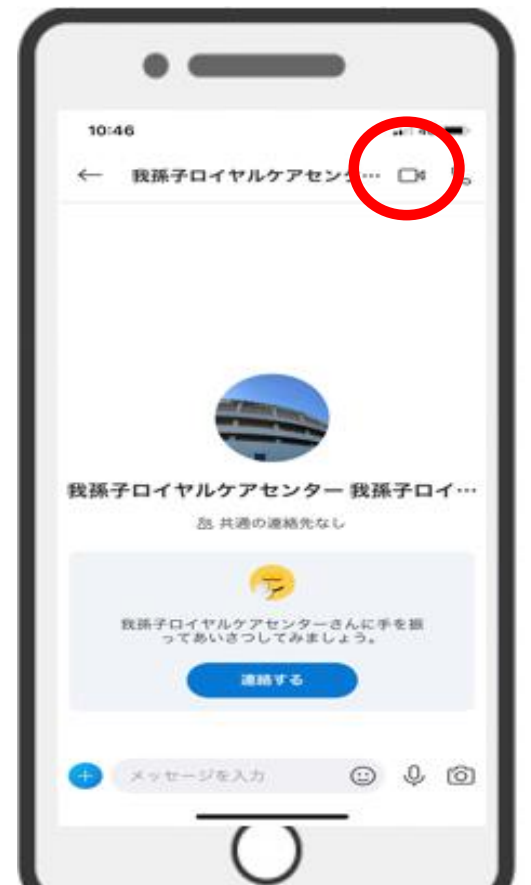 10:46
我孫子ロイヤルケアセンタ…
我孫子ロイヤルケアセンター 我孫子ロイ…
共通の連絡先なし
我孫子ロイヤルケアセンターさんに手を振
ってあいさつしてみましょう。
連絡する
メッセージを入力